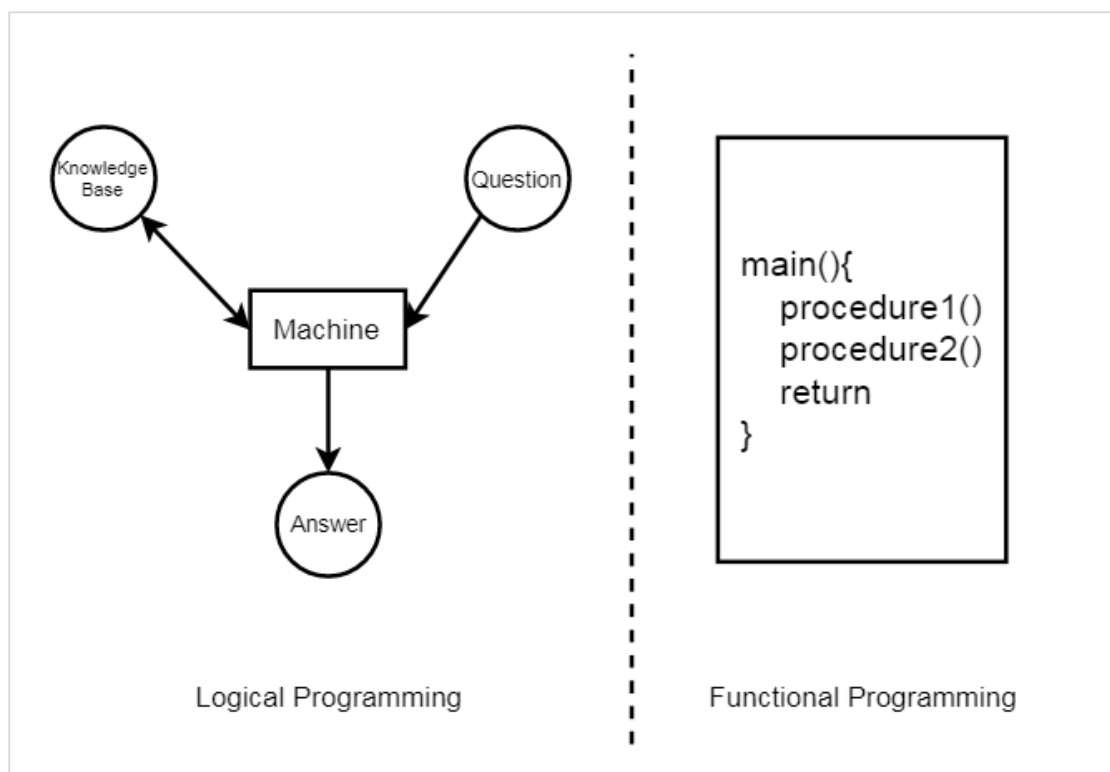 Knowledge
Base
Question
Machine
Answer
Logical Programming
main(){
procedure1()
procedure2()
return
}
Functional Programming